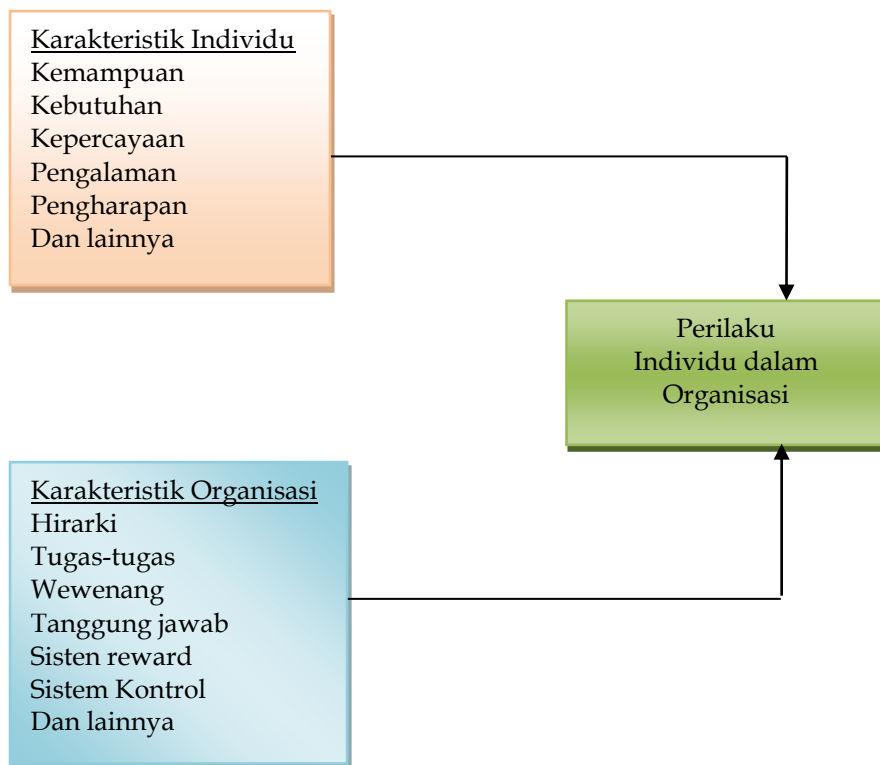 Karakteristik Individu
Kemampuan
Kebutuhan
Kepercayaan
Pengalaman
Pengharapan
Dan lainnya
Perilaku
Individu dalam
Organisasi
Karakteristik Organisasi
Hirarki
Tugas-tugas
Wewenang
Tanggung jawab
Sisten reward
Sistem Kontrol
Dan lainnya